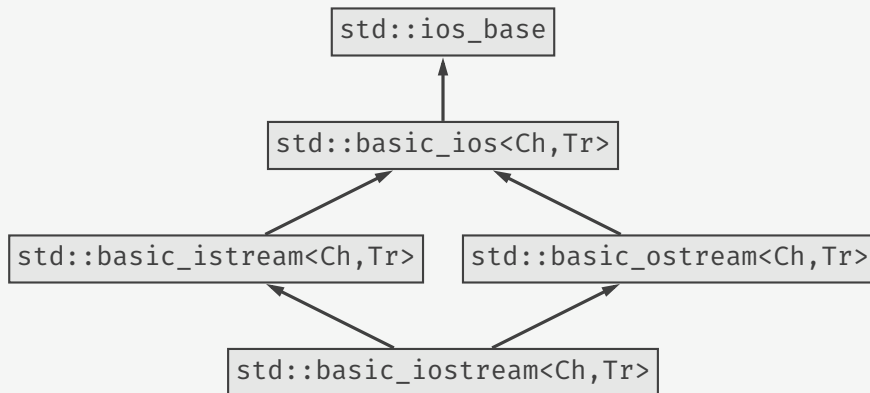 std::ios_base
std::basic_ios<Ch,Tr>
std::basic_istream<Ch,Tr>
std::basic_ostream<Ch,Tr>
std::basic_iostream<Ch,Tr>